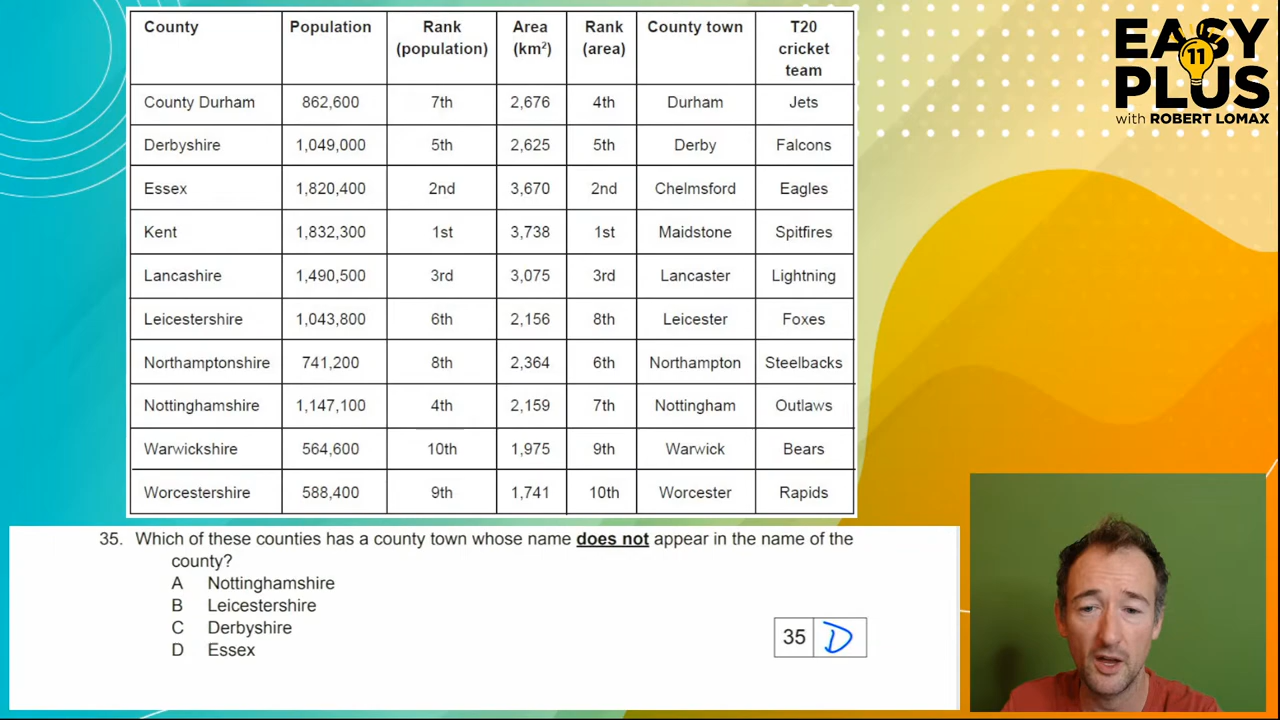 County Population Rank (population) Area (km²) Rank (area) County town T20 cricket team
County Durham 862,600 7th 2,676 4th Durham Jets
Derbyshire 1,049,000 5th 2,625 5th Derby Falcons
Essex 1,820,400 2nd 3,670 2nd Chelmsford Eagles
Kent 1,832,300 1st 3,738 1st Maidstone Spitfires
Lancashire 1,490,500 3rd 3,075 3rd Lancaster Lightning
Leicestershire 1,043,800 6th 2,156 8th Leicester Foxes
Northamptonshire 741,200 8th 2,364 6th Northampton Steelbacks
Nottinghamshire 1,147,100 4th 2,159 7th Nottingham Outlaws
Warwickshire 564,600 10th 1,975 9th Warwick Bears
Worcestershire 588,400 9th 1,741 10th Worcester Rapids
EASY
11
PLUS
with ROBERT LOMAX
35. Which of these counties has a county town whose name does not appear in the name of the
county?
A Nottinghamshire
B Leicestershire
C Derbyshire
D Essex
35 D